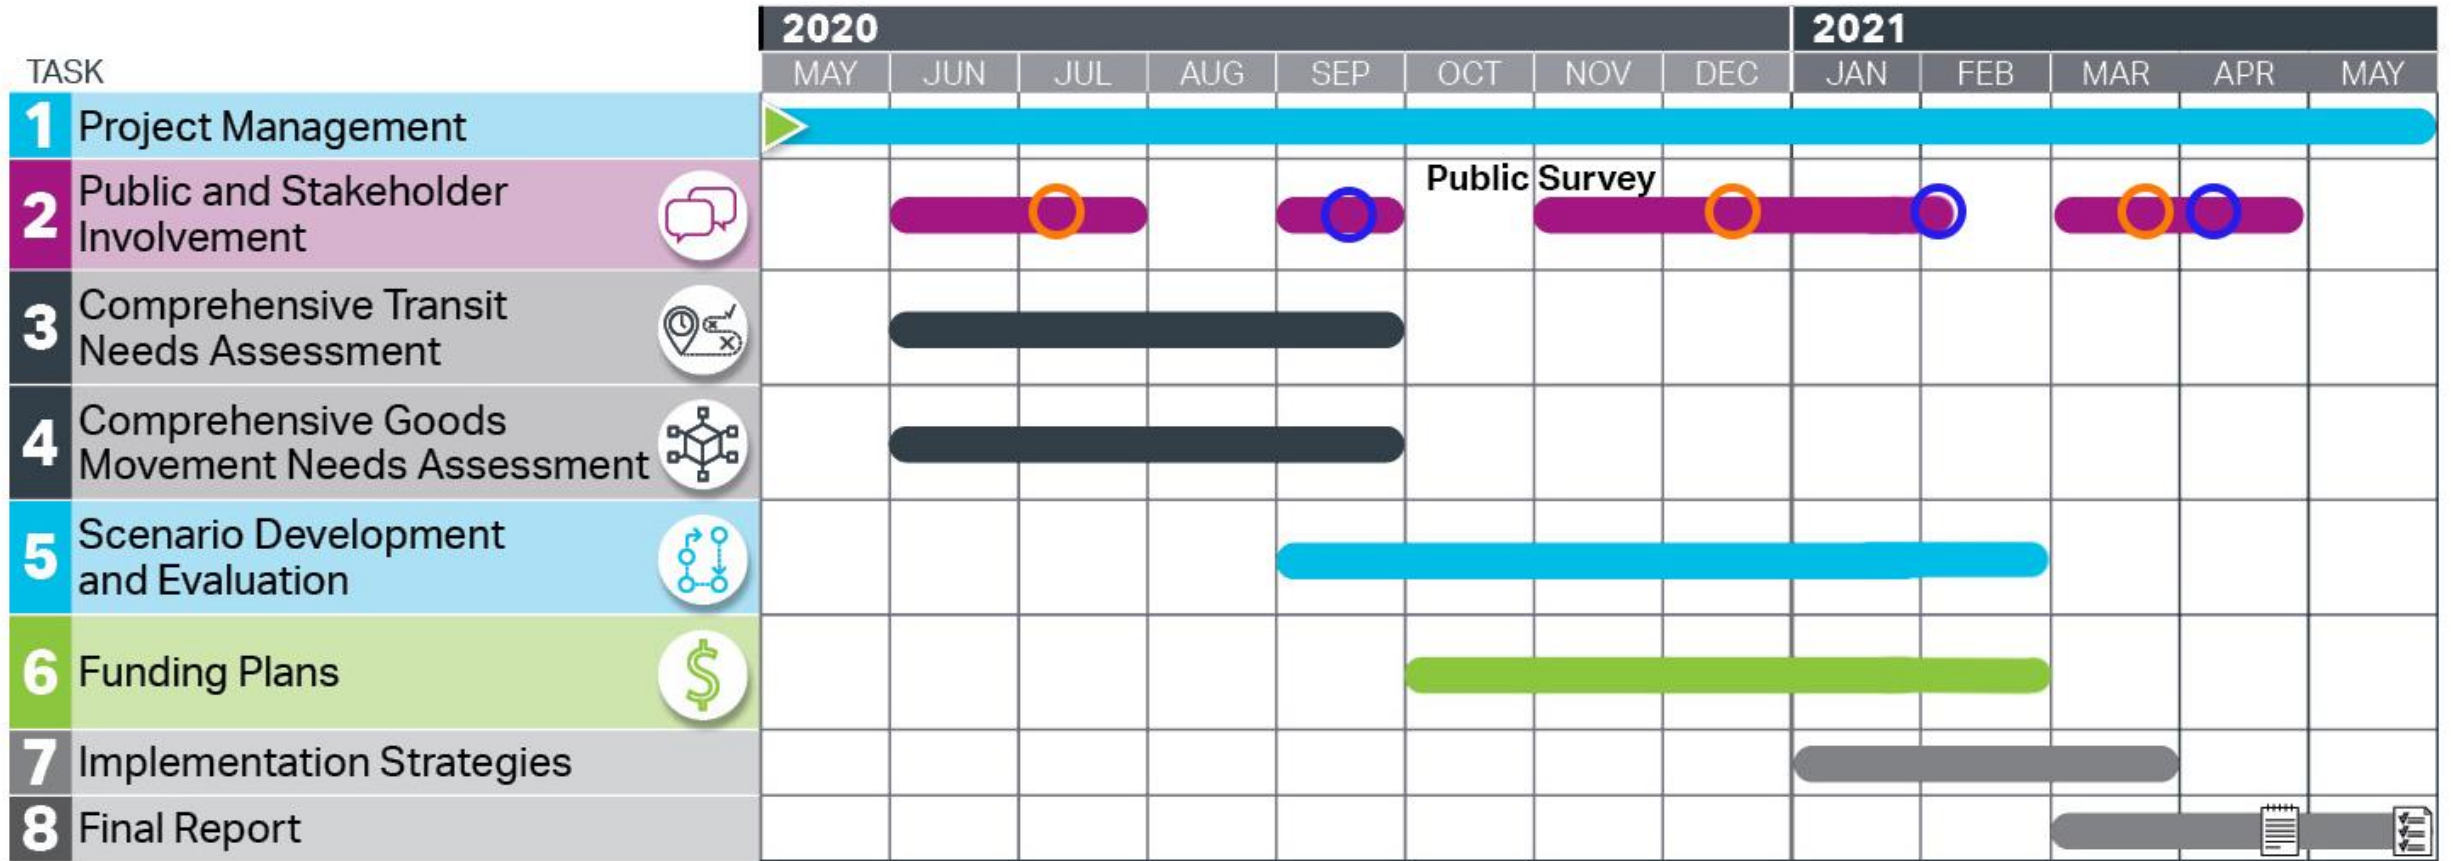 2020 2021
TASK MAY JUN JUL AUG SEP OCT NOV DEC JAN FEB MAR APR MAY
1 Project Management
Public Survey
2 Public and Stakeholder
Involvement
3 Comprehensive Transit
Needs Assessment
4 Comprehensive Goods
Movement Needs Assessment
5 Scenario Development
and Evaluation
6 Funding Plans
$
7 Implementation Strategies
8 Final Report